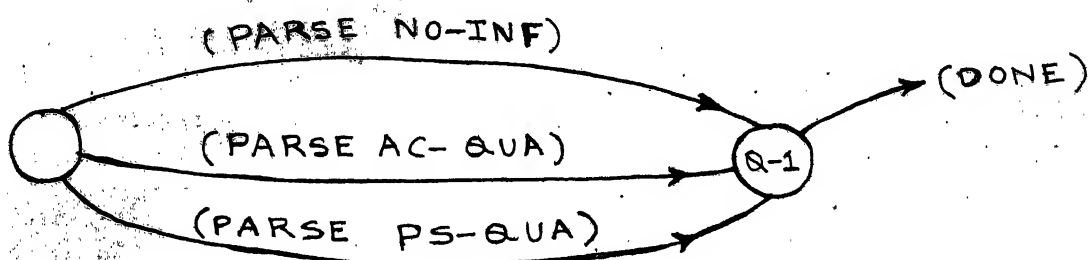 (PARSE NO-INF)
(DONE)
(PARSE AC-QUA)
Q-1
(PARSE PS-QUA)